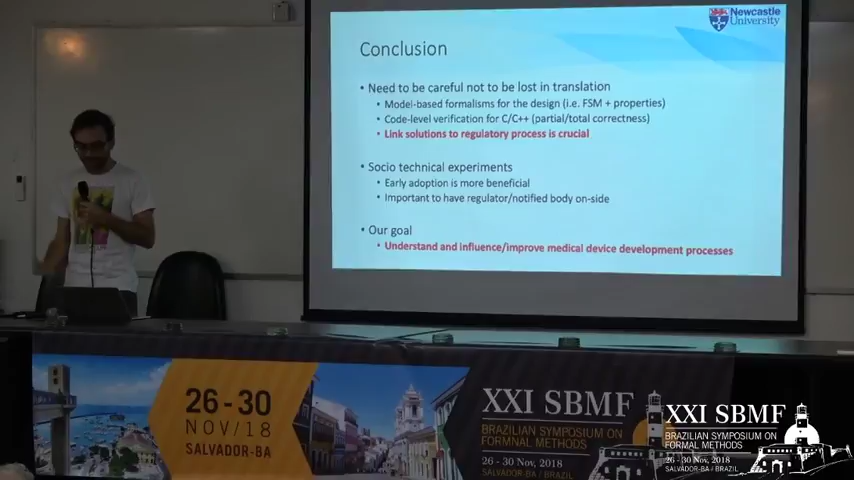 Newcastle
University
Conclusion
• Need to be careful not to be lost in translation
• Model-based formalisms for the design (i.e. FSM + properties)
• Code-level verification for C/C++ (partial/total correctness)
• Link solutions to regulatory process is crucial
• Socio technical experiments
• Early adoption is more beneficial
• Important to have regulator/notified body on-side
• Our goal
• Understand and influence/improve medical device development processes
26 - 30
NOV / 18
SALVADOR-BA
XXI SBMF
BRAZILIAN SYMPOSIUM ON
FORMNAL METHODS
26 - 30 Nov, 2018
SALVADOR-BA / BRAZIL
XXI SBMF
BRAZILIAN SYMPOSIUM ON
FORMNAL METHODS
26 - 30 Nov, 2018
SALVADOR-BA / BRAZIL